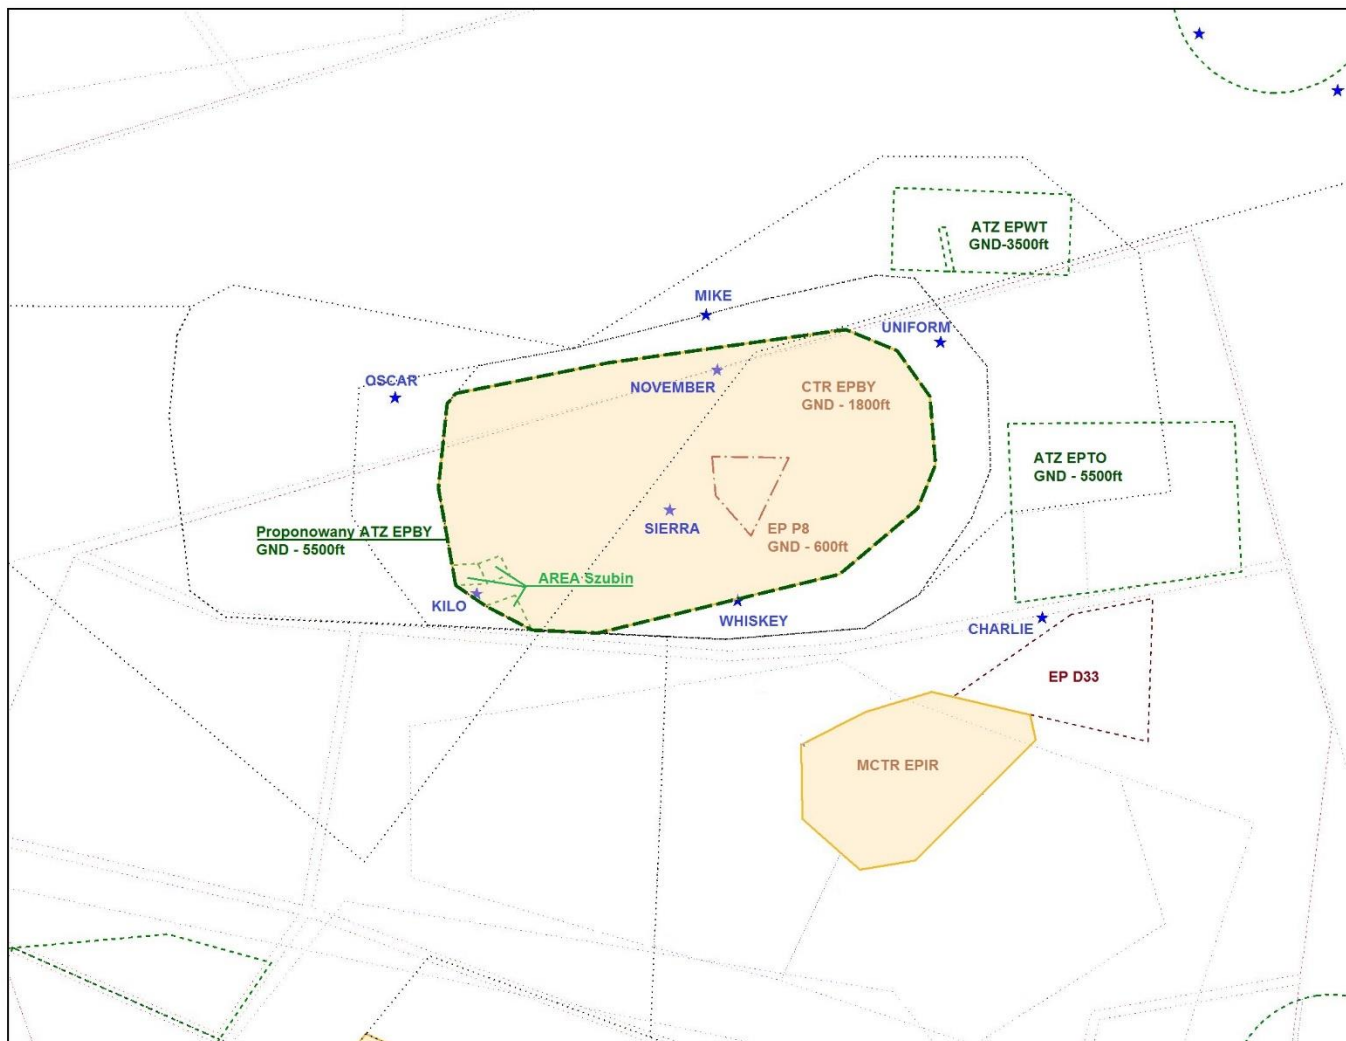 ATZ EPWT
GND-3500ft
MIKE
UNIFORM
OSCAR
NOVEMBER
CTR EPBY
GND - 1800ft
ATZ EPTO
GND - 5500ft
SIERRA
EP P8
GND - 600ft
Proponowany ATZ EPBY
GND - 5500ft
AREA Szubin
KILO
WHISKEY
CHARLIE
EP D33
MCTR EPIR